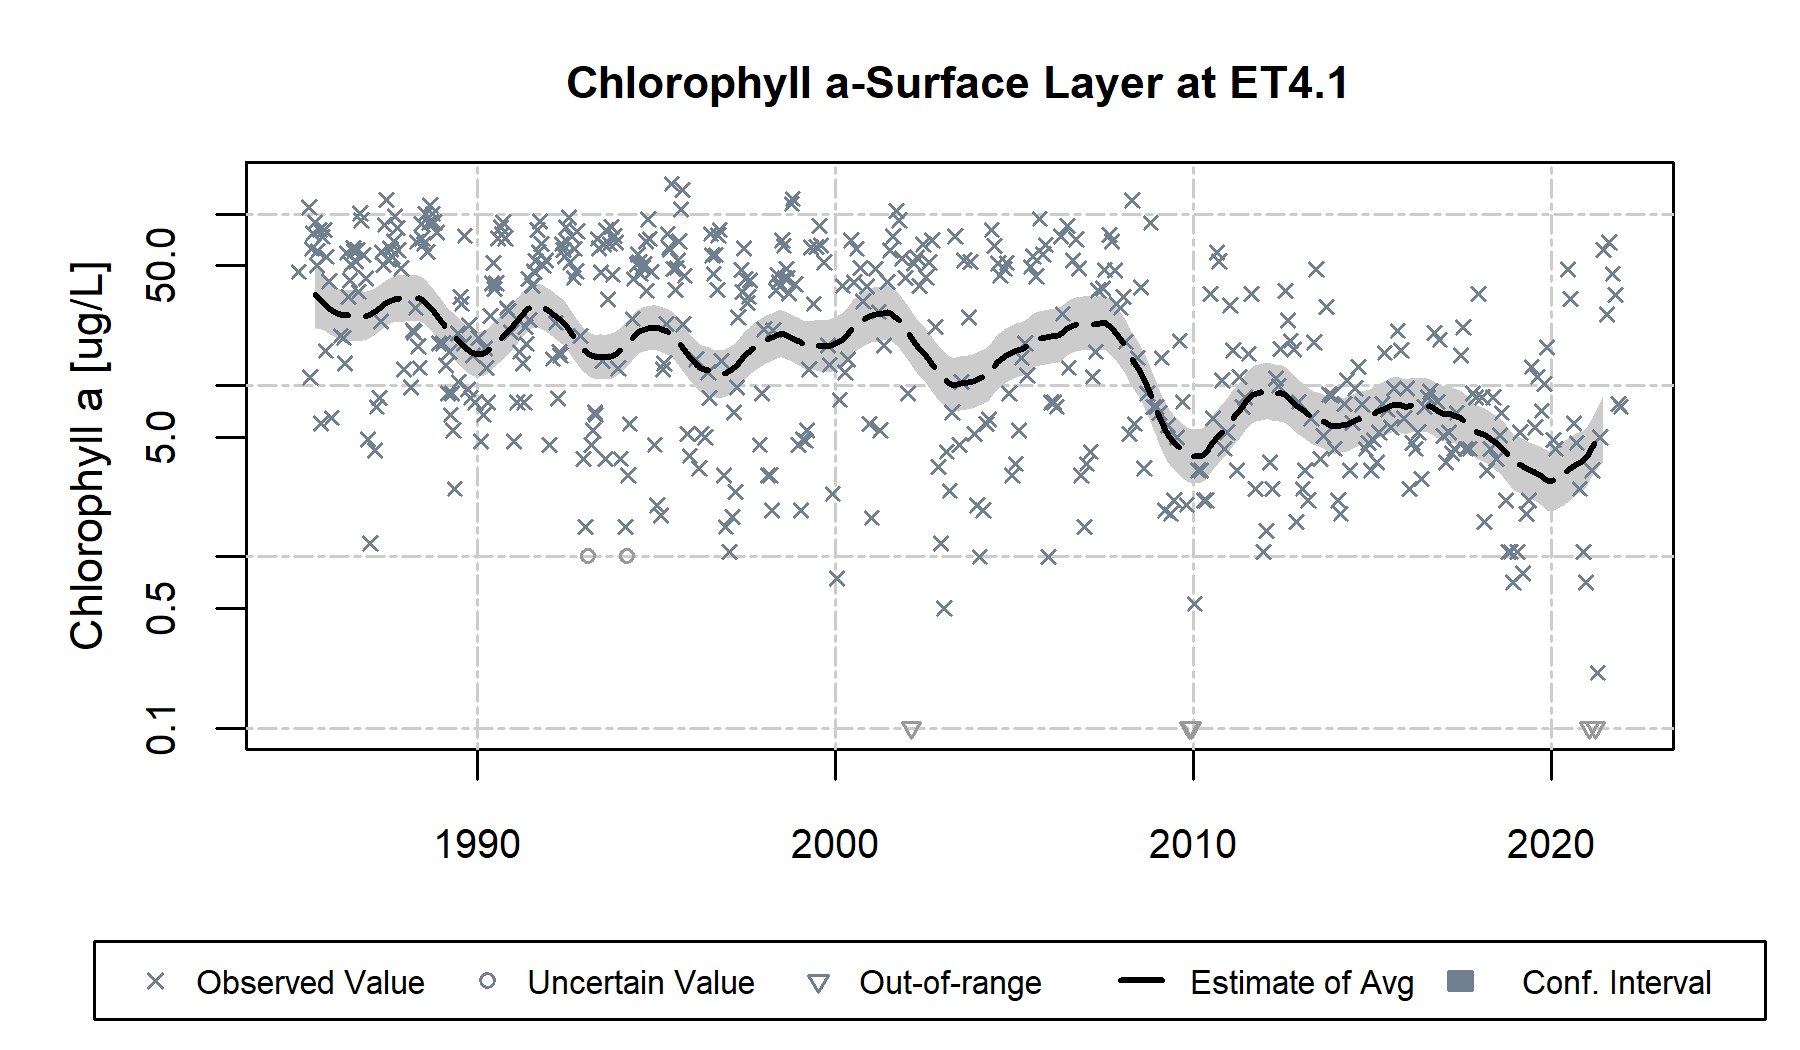 Chlorophyll a-Surface Layer at ET4.1
Chlorophyll a [ug/L]
50.0
5.0
0.5
0.1
1990 2000 2010 2020
Observed Value Uncertain Value Out-of-range Estimate of Avg Conf. Interval